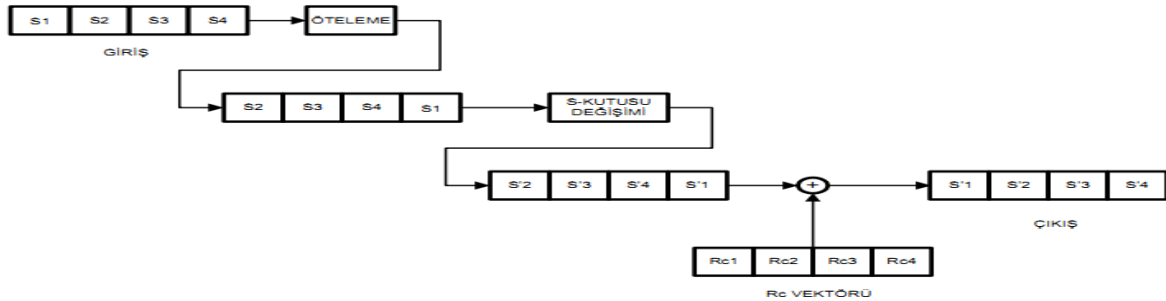 S1 S2 S3 S4 ÖTELEME
GİRİŞ
S2 S3 S4 S1 S-KUTUSU
DEĞİŞİMİ
S'2 S'3 S'4 S'1 + S'1 S'2 S'3 S'4
ÇIKIŞ
Rc1 Rc2 Rc3 Rc4
Rc VEKTÖRÜ